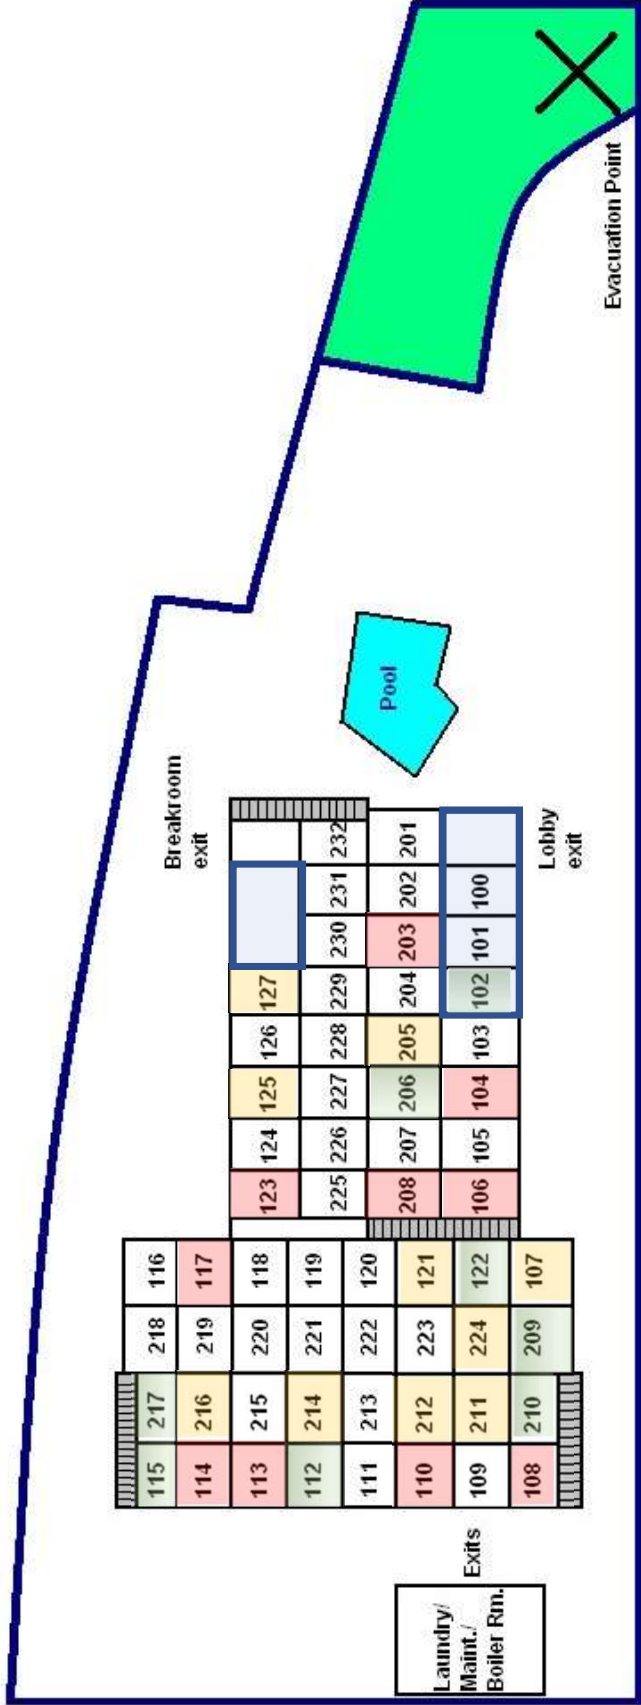 115 217 218 116
Breakroom
exit
114 216 219 117
113 215 220 118 123 124 125 126 127
112 214 221 119
225 226 227 228 229 230 231 232
111 213 222 120
Pool
208 207 206 205 204 203 202 201
110 212 223 121
Laundry/
Maint./
Boiler Rm.
Exits
109 211 224 122 106 105 104 103 102 101 100
108 210 209 107
Lobby
exit
Evacuation Point